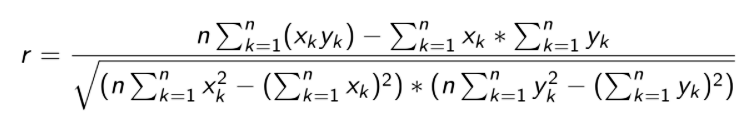 r = \frac{n \sum_{k=1}^{n} (x_k y_k) - \sum_{k=1}^{n} x_k * \sum_{k=1}^{n} y_k}{\sqrt{(n \sum_{k=1}^{n} x_k^2 - (\sum_{k=1}^{n} x_k)^2) * (n \sum_{k=1}^{n} y_k^2 - (\sum_{k=1}^{n} y_k)^2)}}